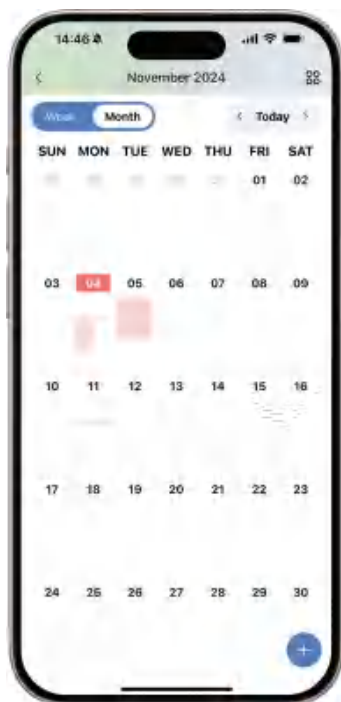 14:46
November 2024
Week Month
Today
SUN MON TUE WED THU FRI SAT
01 02
03 04 05 06 07 08 09
10 11 12 13 14 15 16
17 18 19 20 21 22 23
24 25 26 27 28 29 30